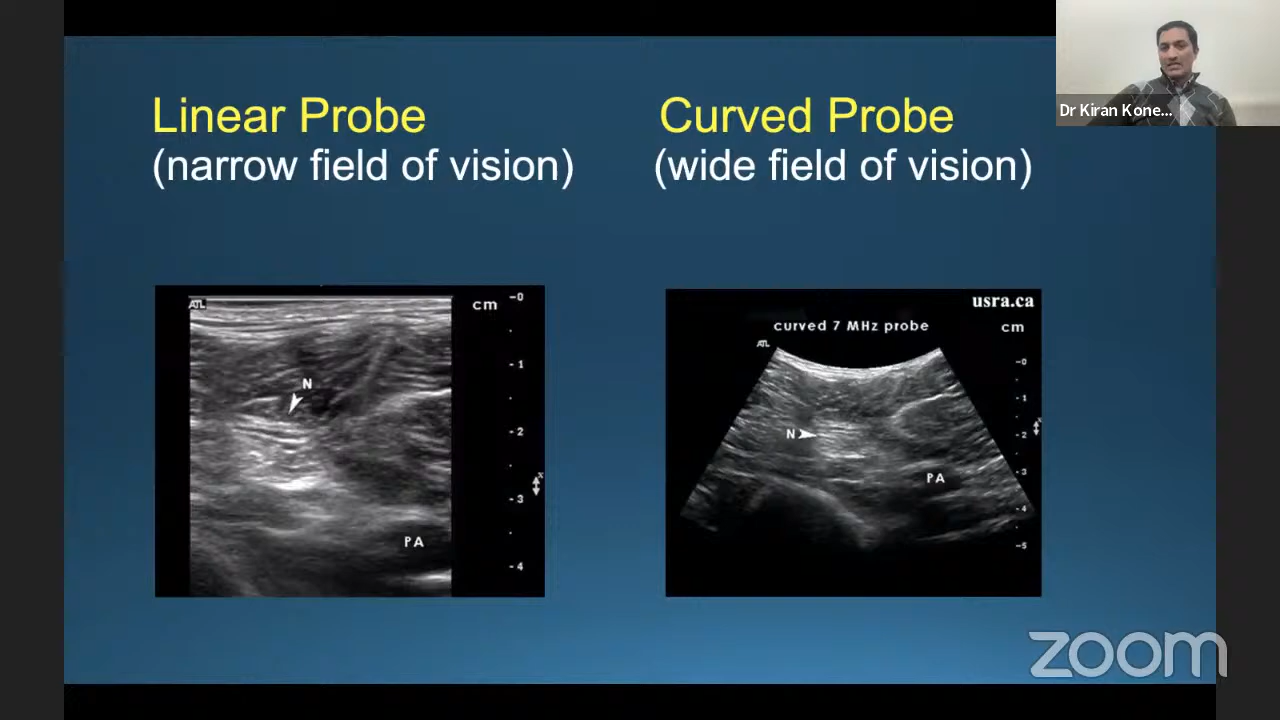 Linear Probe
(narrow field of vision)
Curved Probe
(wide field of vision)
Dr Kiran Kone...
ATL
cm
-0
-1
N
-2
-3
PA
-4
usra.ca
curved 7 MHz probe
cm
ATL
-0
-1
N
-2
-3
PA
-4
-5
zoom